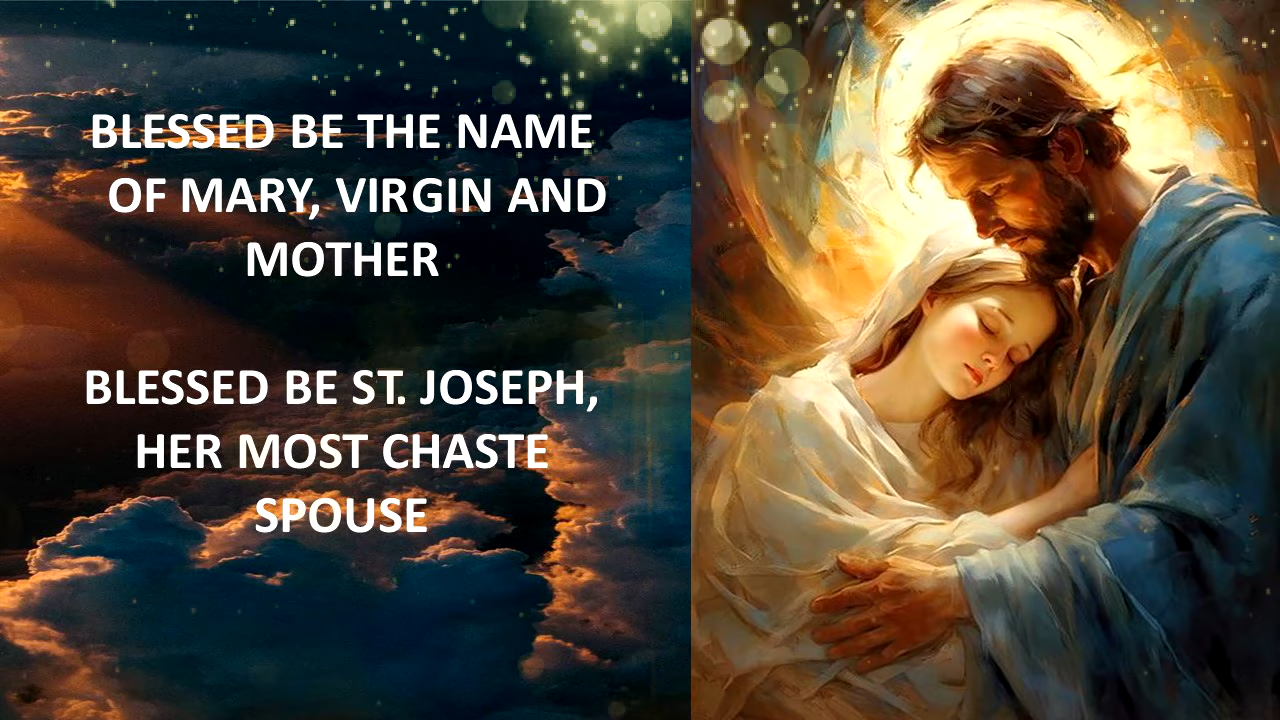 BLESSED BE THE NAME
OF MARY, VIRGIN AND
MOTHER
BLESSED BE ST. JOSEPH,
HER MOST CHASTE
SPOUSE